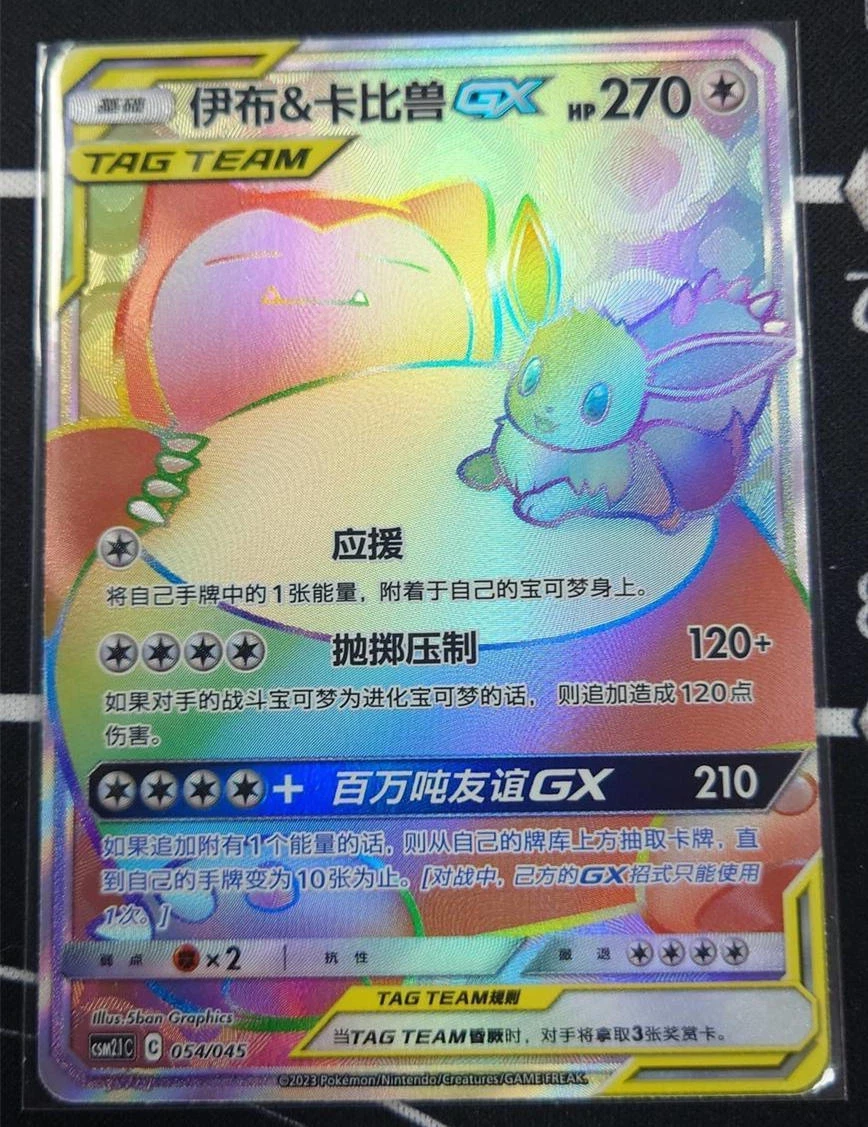 基础
伊布&卡比兽GX HP 270
TAG TEAM
应援
将自己手牌中的1张能量，附着于自己的宝可梦身上。
抛掷压制 120+
如果对手的战斗宝可梦为进化宝可梦的话，则追加造成120点
伤害。
+ 百万吨友谊GX 210
如果追加附有1个能量的话，则从自己的牌库上方抽取卡牌，直
到自己的手牌变为10张为止。[对战中，己方的GX招式只能使用
1次。]
弱点 ×2 抗性 撤退
TAG TEAM规则
Illus.5ban Graphics
当TAG TEAM昏厥时，对手将拿取3张奖赏卡。
CSM2.1C C 054/045
©2023 Pokémon/Nintendo/Creatures/GAME FREAK.